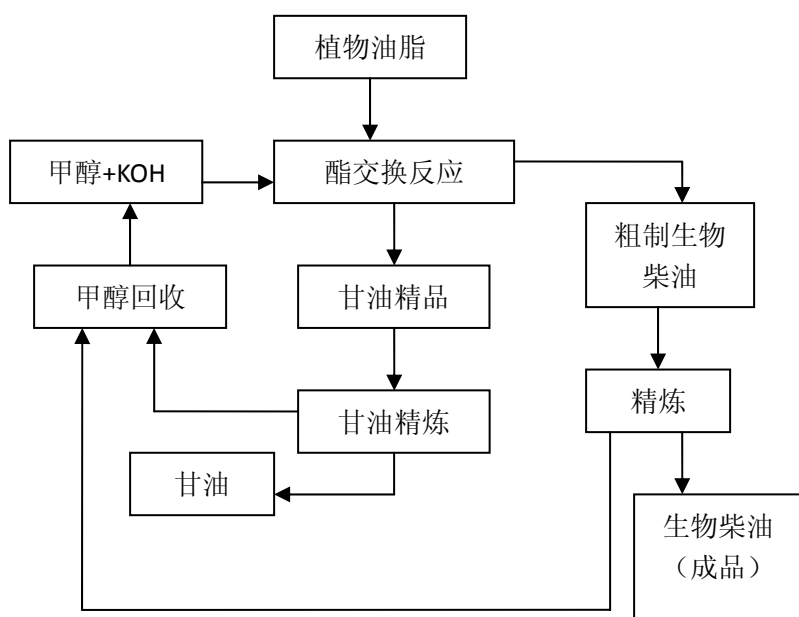 植物油脂
甲醇+KOH
酯交换反应
粗制生物
柴油
甲醇回收
甘油精品
甘油精炼
精炼
甘油
生物柴油
（成品）